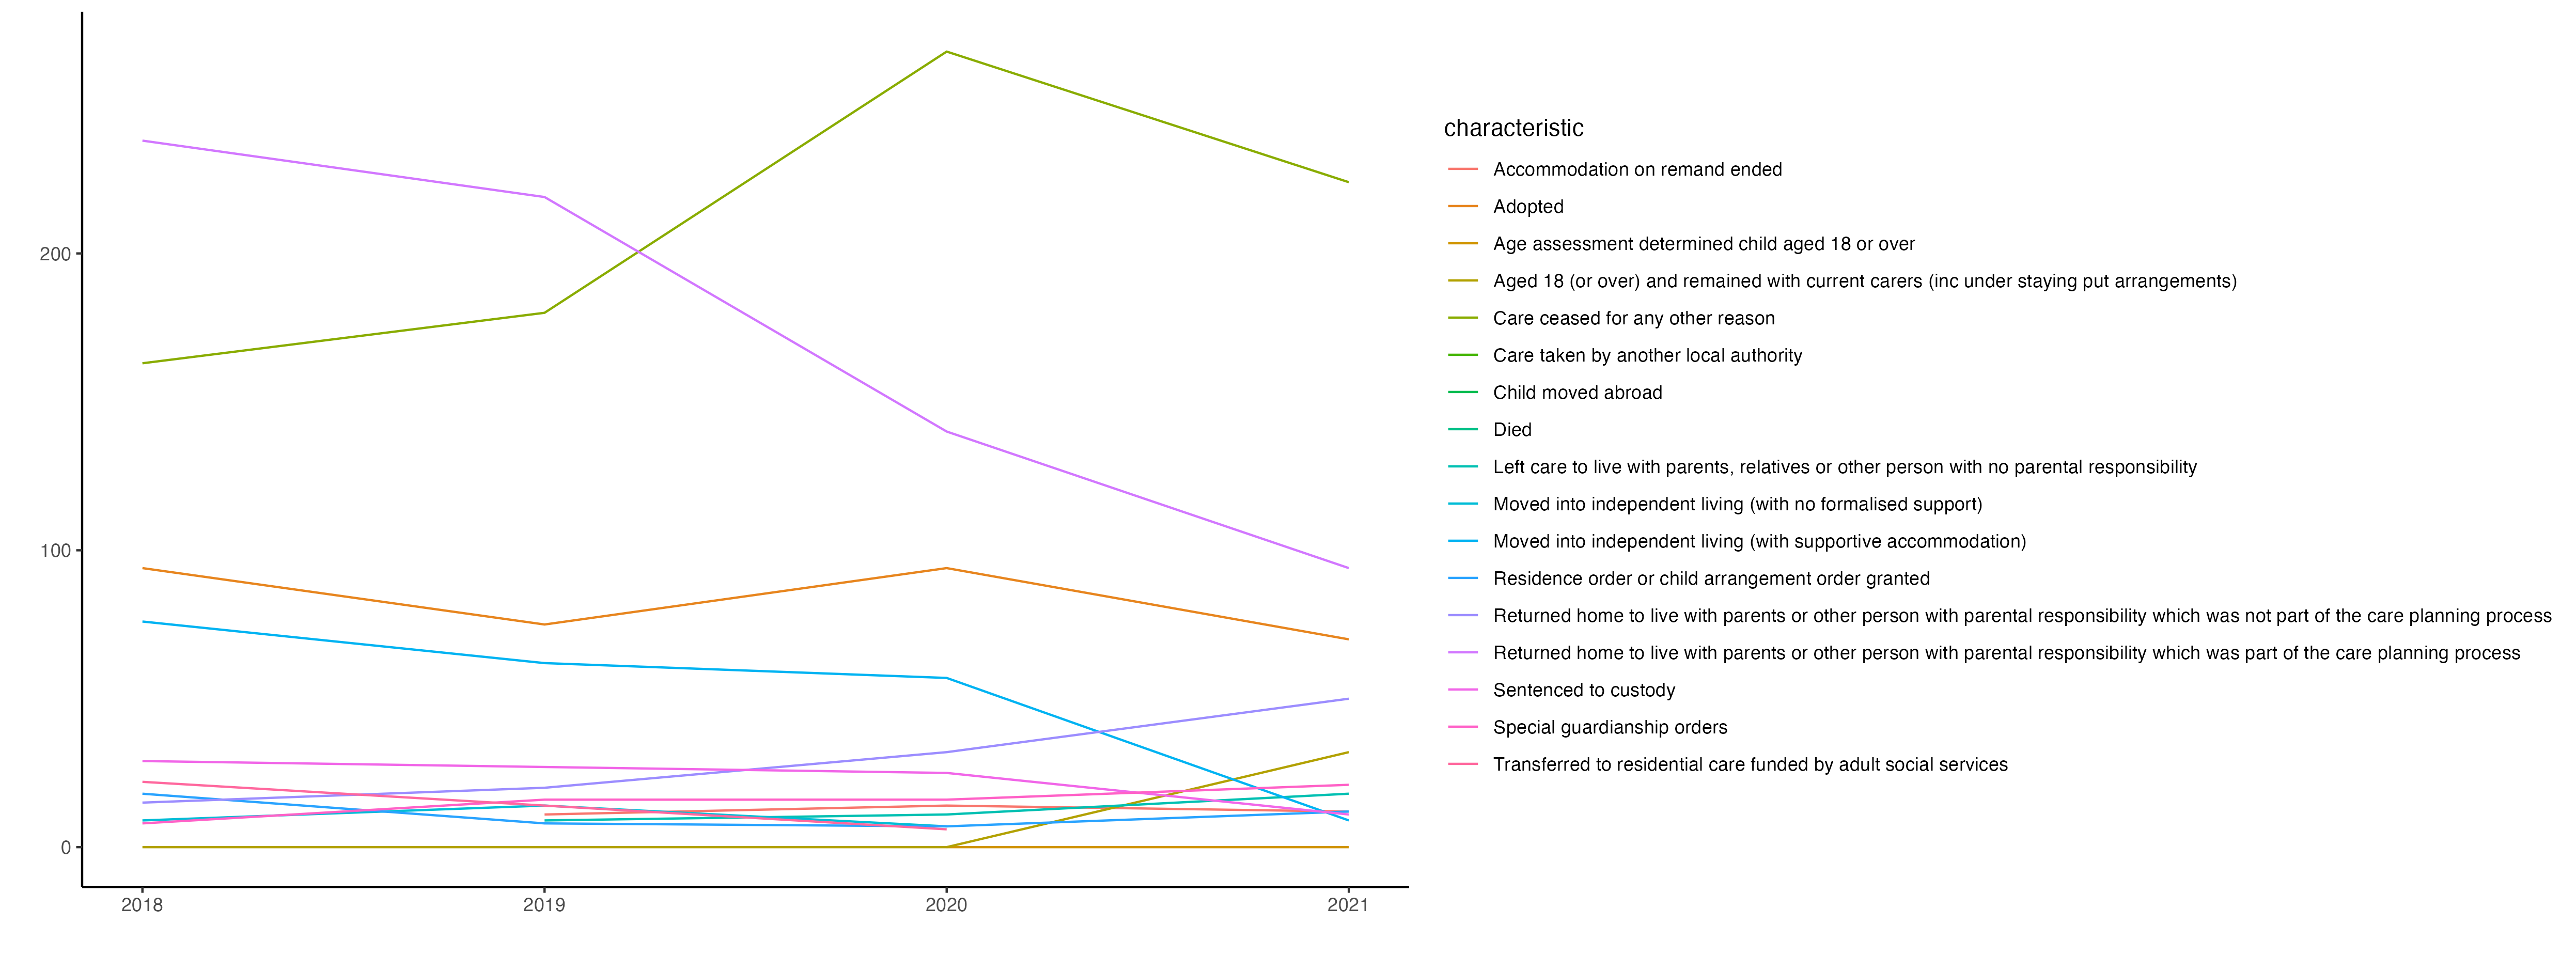 200
100
0
2018
2019
2020
2021
characteristic
Accommodation on remand ended
Adopted
Age assessment determined child aged 18 or over
Aged 18 (or over) and remained with current carers (inc under staying put arrangements)
Care ceased for any other reason
Care taken by another local authority
Child moved abroad
Died
Left care to live with parents, relatives or other person with no parental responsibility
Moved into independent living (with no formalised support)
Moved into independent living (with supportive accommodation)
Residence order or child arrangement order granted
Returned home to live with parents or other person with parental responsibility which was not part of the care planning process
Returned home to live with parents or other person with parental responsibility which was part of the care planning process
Sentenced to custody
Special guardianship orders
Transferred to residential care funded by adult social services